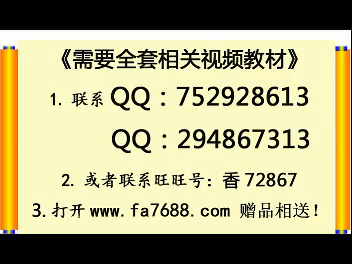 《需要全套相关视频教材》
1. 联系 QQ：752928613
QQ：294867313
2. 或者联系旺旺号：香72867
3.打开 www.fa7688.com 赠品相送！